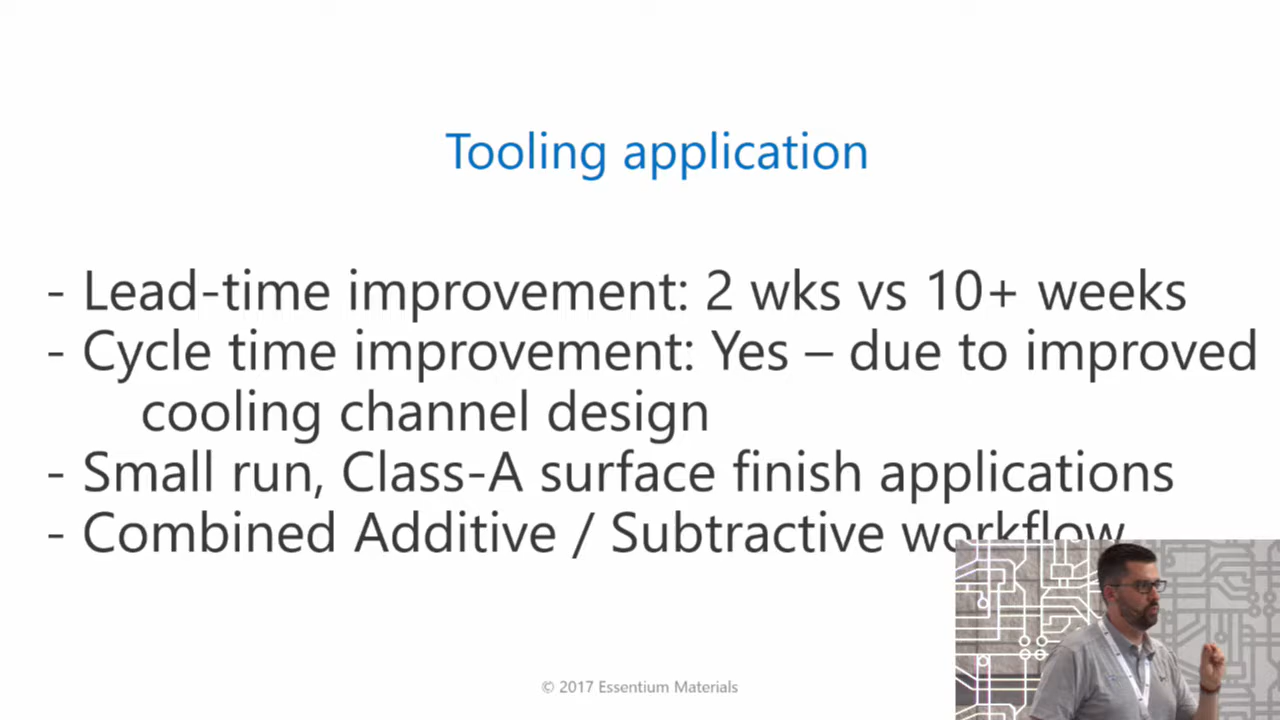 Tooling application
- Lead-time improvement: 2 wks vs 10+ weeks
- Cycle time improvement: Yes – due to improved
cooling channel design
- Small run, Class-A surface finish applications
- Combined Additive / Subtractive workflow
© 2017 Essentium Materials